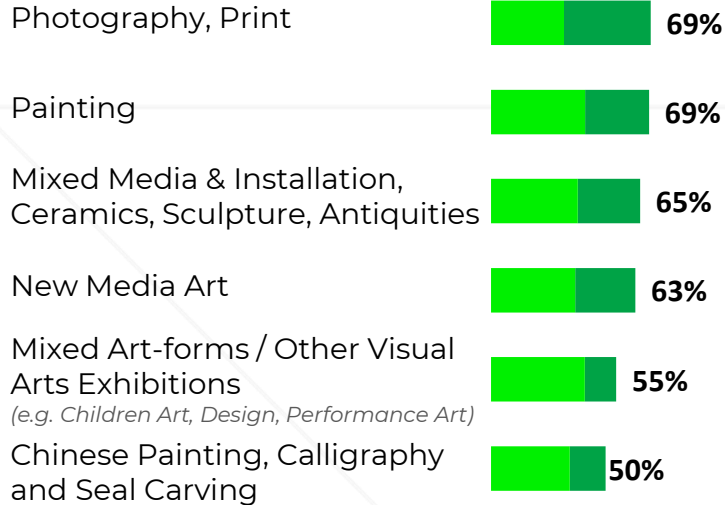 Photography, Print 69%
Painting 69%
Mixed Media & Installation,
Ceramics, Sculpture, Antiquities 65%
New Media Art 63%
Mixed Art-forms / Other Visual
Arts Exhibitions 55%
(e.g. Children Art, Design, Performance Art)
Chinese Painting, Calligraphy
and Seal Carving 50%